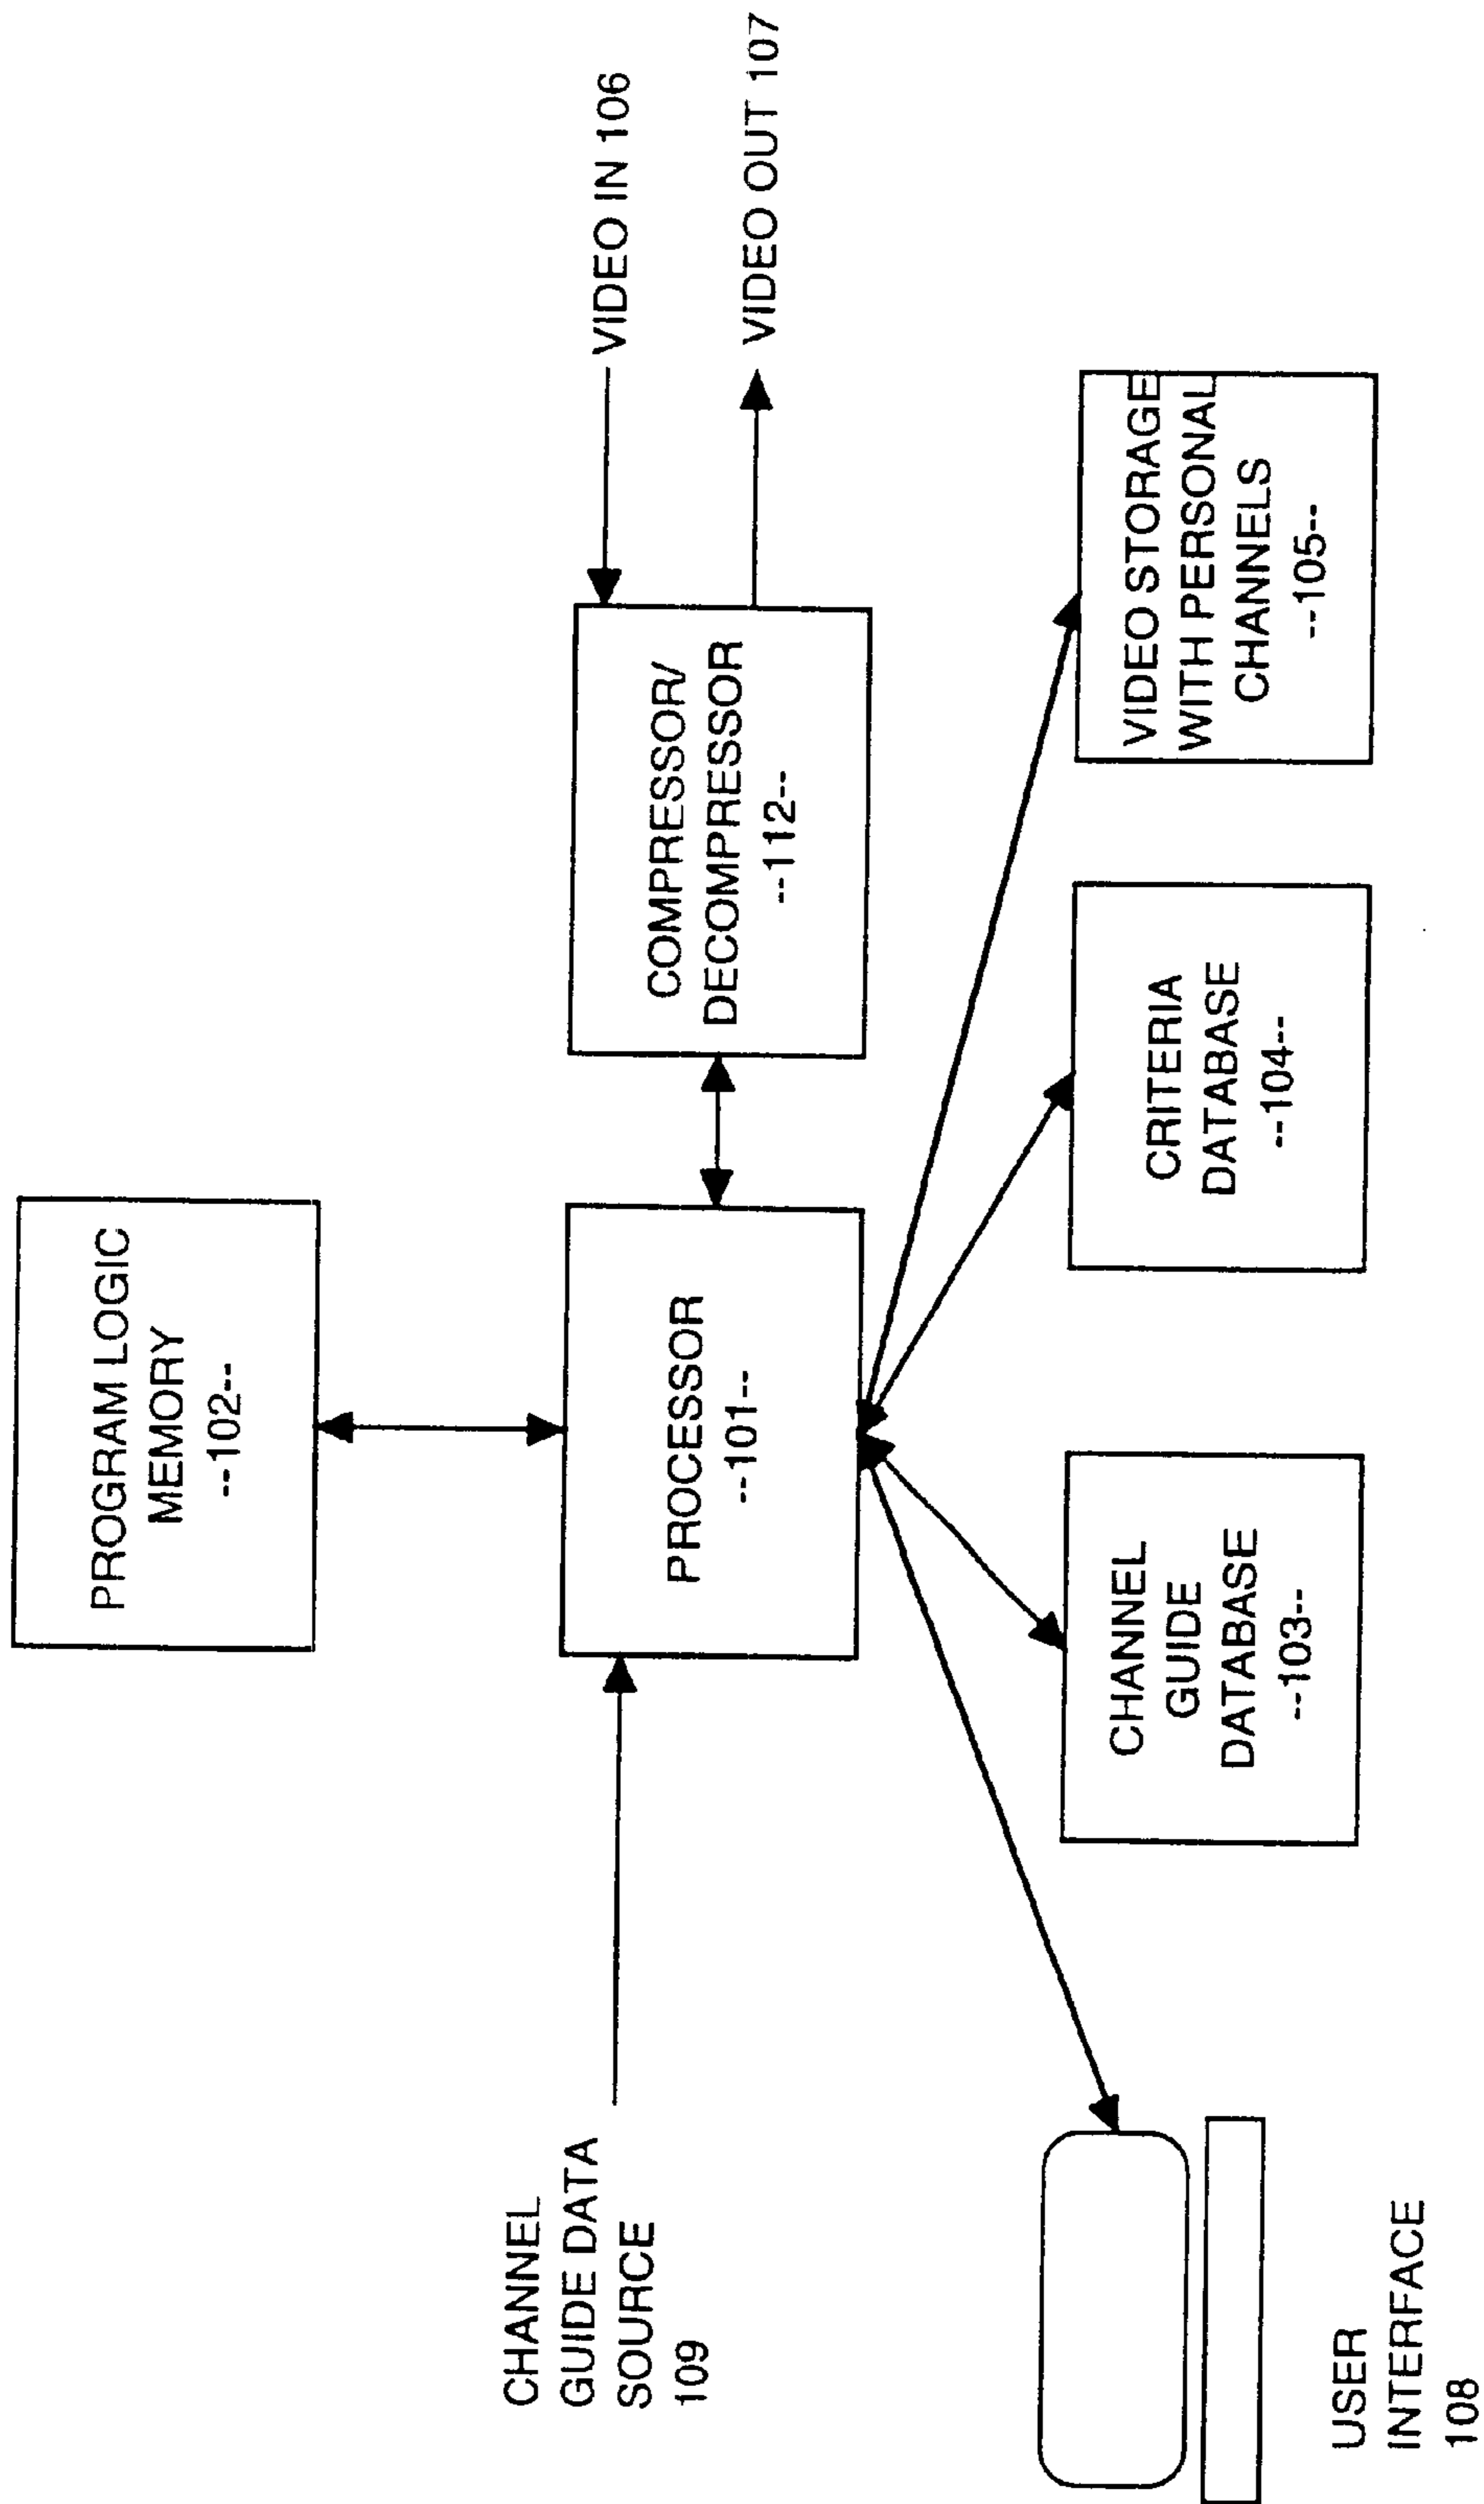 PROGRAM LOGIC
MEMORY
--102--
VIDEO IN 106
VIDEO OUT 107
COMPRESSOR/
DECOMPRESSOR
--112--
PROCESSOR
--101--
CHANNEL
GUIDE DATA
SOURCE
109
USER
INTERFACE
108
CHANNEL
GUIDE
DATABASE
--103--
CRITERIA
DATABASE
--104--
VIDEO STORAGE
WITH PERSONAL
CHANNELS
--105--